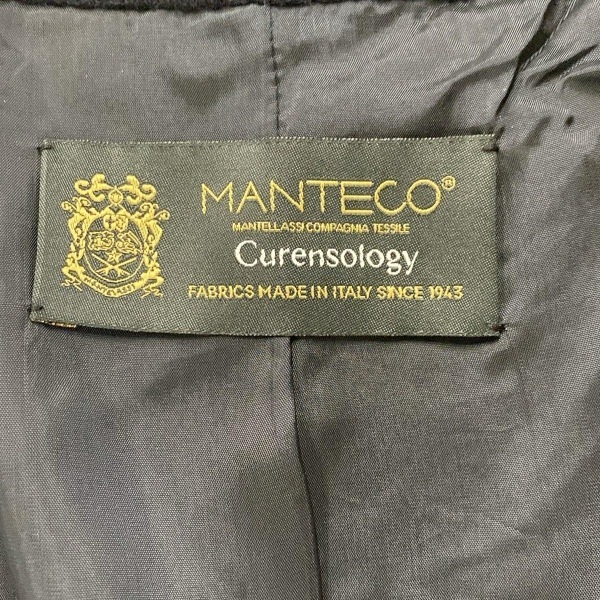 MANTECO®
MANTELLASSI COMPAGNIA TESSILE
Curensology
FABRICS MADE IN ITALY SINCE 1943